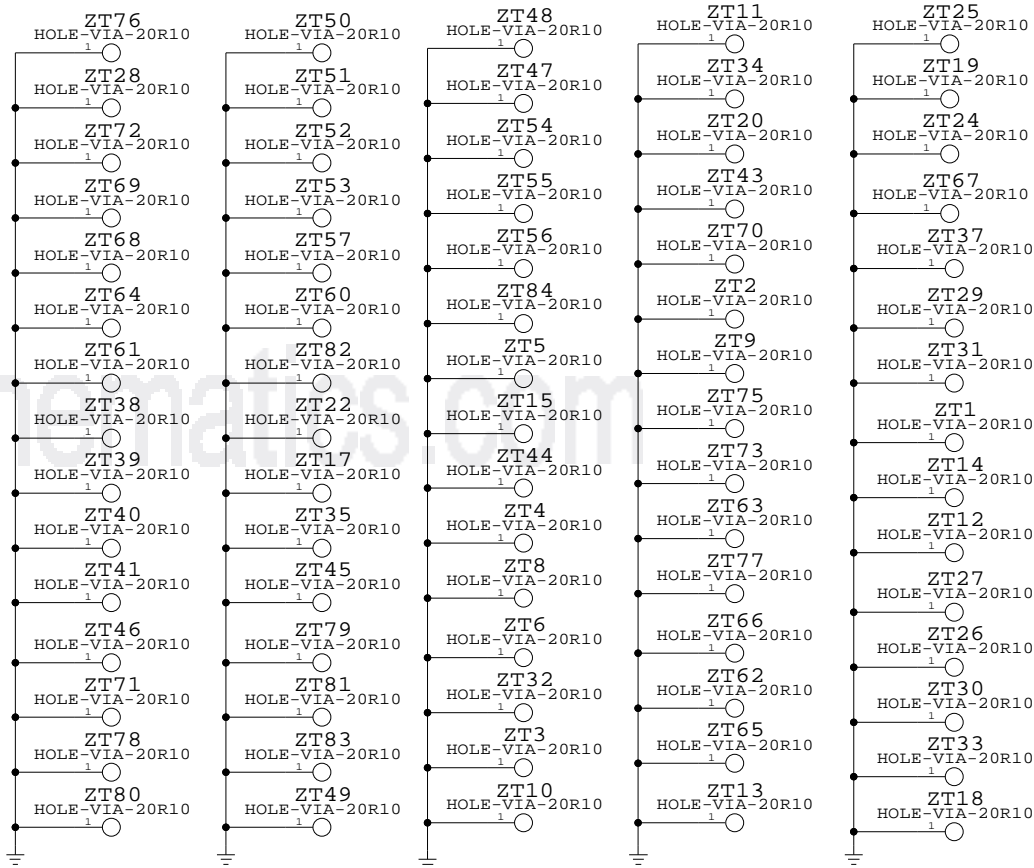 ZT76
HOLE-VIA-20R10
1
ZT28
HOLE-VIA-20R10
1
ZT72
HOLE-VIA-20R10
1
ZT69
HOLE-VIA-20R10
1
ZT68
HOLE-VIA-20R10
1
ZT64
HOLE-VIA-20R10
1
ZT61
HOLE-VIA-20R10
1
ZT38
HOLE-VIA-20R10
1
ZT39
HOLE-VIA-20R10
1
ZT40
HOLE-VIA-20R10
1
ZT41
HOLE-VIA-20R10
1
ZT46
HOLE-VIA-20R10
1
ZT71
HOLE-VIA-20R10
1
ZT78
HOLE-VIA-20R10
1
ZT80
HOLE-VIA-20R10
1
ZT50
HOLE-VIA-20R10
1
ZT51
HOLE-VIA-20R10
1
ZT52
HOLE-VIA-20R10
1
ZT53
HOLE-VIA-20R10
1
ZT57
HOLE-VIA-20R10
1
ZT60
HOLE-VIA-20R10
1
ZT82
HOLE-VIA-20R10
1
ZT22
HOLE-VIA-20R10
1
ZT17
HOLE-VIA-20R10
1
ZT35
HOLE-VIA-20R10
1
ZT45
HOLE-VIA-20R10
1
ZT79
HOLE-VIA-20R10
1
ZT81
HOLE-VIA-20R10
1
ZT83
HOLE-VIA-20R10
1
ZT49
HOLE-VIA-20R10
1
ZT48
HOLE-VIA-20R10
1
ZT47
HOLE-VIA-20R10
1
ZT54
HOLE-VIA-20R10
1
ZT55
HOLE-VIA-20R10
1
ZT56
HOLE-VIA-20R10
1
ZT84
HOLE-VIA-20R10
1
ZT5
HOLE-VIA-20R10
1
ZT15
HOLE-VIA-20R10
1
ZT44
HOLE-VIA-20R10
1
ZT4
HOLE-VIA-20R10
1
ZT8
HOLE-VIA-20R10
1
ZT6
HOLE-VIA-20R10
1
ZT32
HOLE-VIA-20R10
1
ZT3
HOLE-VIA-20R10
1
ZT10
HOLE-VIA-20R10
1
ZT11
HOLE-VIA-20R10
1
ZT34
HOLE-VIA-20R10
1
ZT20
HOLE-VIA-20R10
1
ZT43
HOLE-VIA-20R10
1
ZT70
HOLE-VIA-20R10
1
ZT2
HOLE-VIA-20R10
1
ZT9
HOLE-VIA-20R10
1
ZT75
HOLE-VIA-20R10
1
ZT73
HOLE-VIA-20R10
1
ZT63
HOLE-VIA-20R10
1
ZT77
HOLE-VIA-20R10
1
ZT66
HOLE-VIA-20R10
1
ZT62
HOLE-VIA-20R10
1
ZT65
HOLE-VIA-20R10
1
ZT13
HOLE-VIA-20R10
1
ZT25
HOLE-VIA-20R10
1
ZT19
HOLE-VIA-20R10
1
ZT24
HOLE-VIA-20R10
1
ZT67
HOLE-VIA-20R10
1
ZT37
HOLE-VIA-20R10
1
ZT29
HOLE-VIA-20R10
1
ZT31
HOLE-VIA-20R10
1
ZT1
HOLE-VIA-20R10
1
ZT14
HOLE-VIA-20R10
1
ZT12
HOLE-VIA-20R10
1
ZT27
HOLE-VIA-20R10
1
ZT26
HOLE-VIA-20R10
1
ZT30
HOLE-VIA-20R10
1
ZT33
HOLE-VIA-20R10
1
ZT18
HOLE-VIA-20R10
1
hematics.com